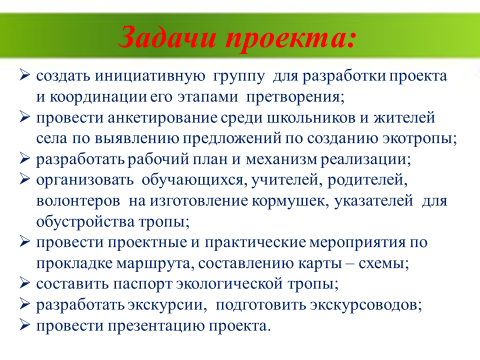 Задачи проекта:
➢ создать инициативную группу для разработки проекта
и координации его этапами претворения;
➢ провести анкетирование среди школьников и жителей
села по выявлению предложений по созданию экотропы;
➢ разработать рабочий план и механизм реализации;
➢ организовать обучающихся, учителей, родителей,
волонтеров на изготовление кормушек, указателей для
обустройства тропы;
➢ провести проектные и практические мероприятия по
прокладке маршрута, составлению карты – схемы;
➢ составить паспорт экологической тропы;
➢ разработать экскурсии, подготовить экскурсоводов;
➢ провести презентацию проекта.